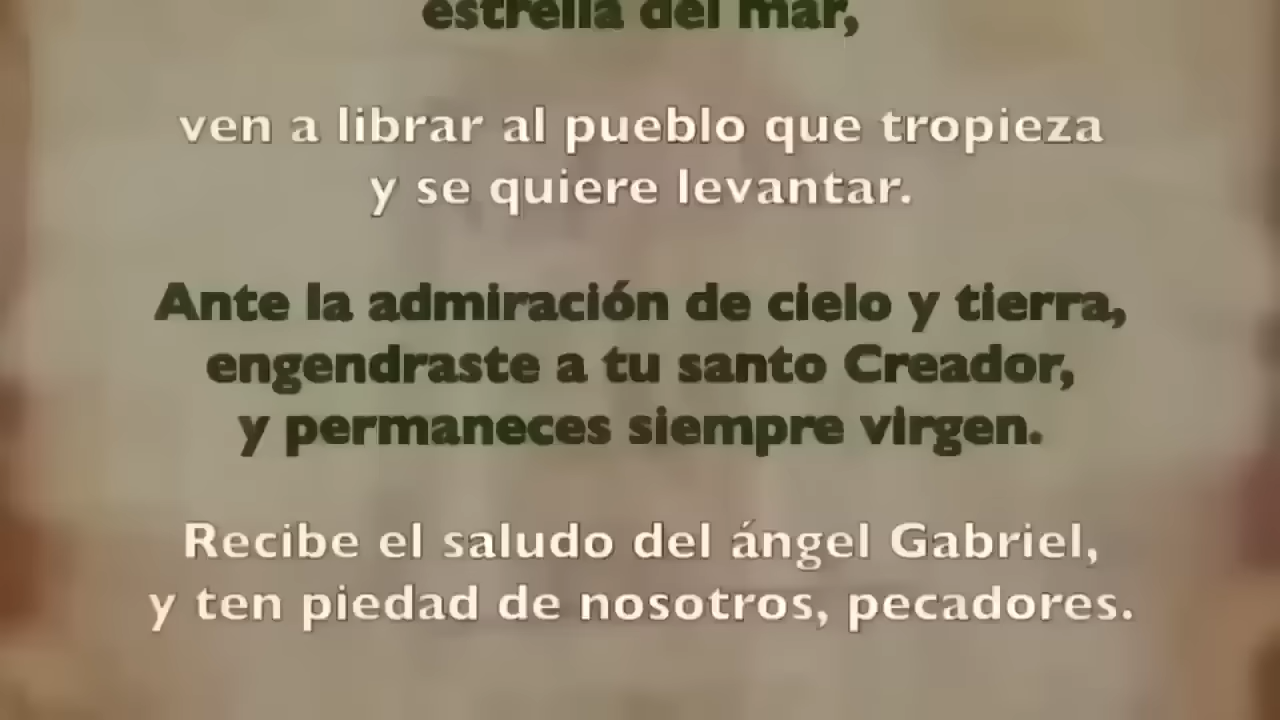 estrella del mar,
ven a librar al pueblo que tropieza
y se quiere levantar.
Ante la admiración de cielo y tierra,
engendraste a tu santo Creador,
y permaneces siempre virgen.
Recibe el saludo del ángel Gabriel,
y ten piedad de nosotros, pecadores.